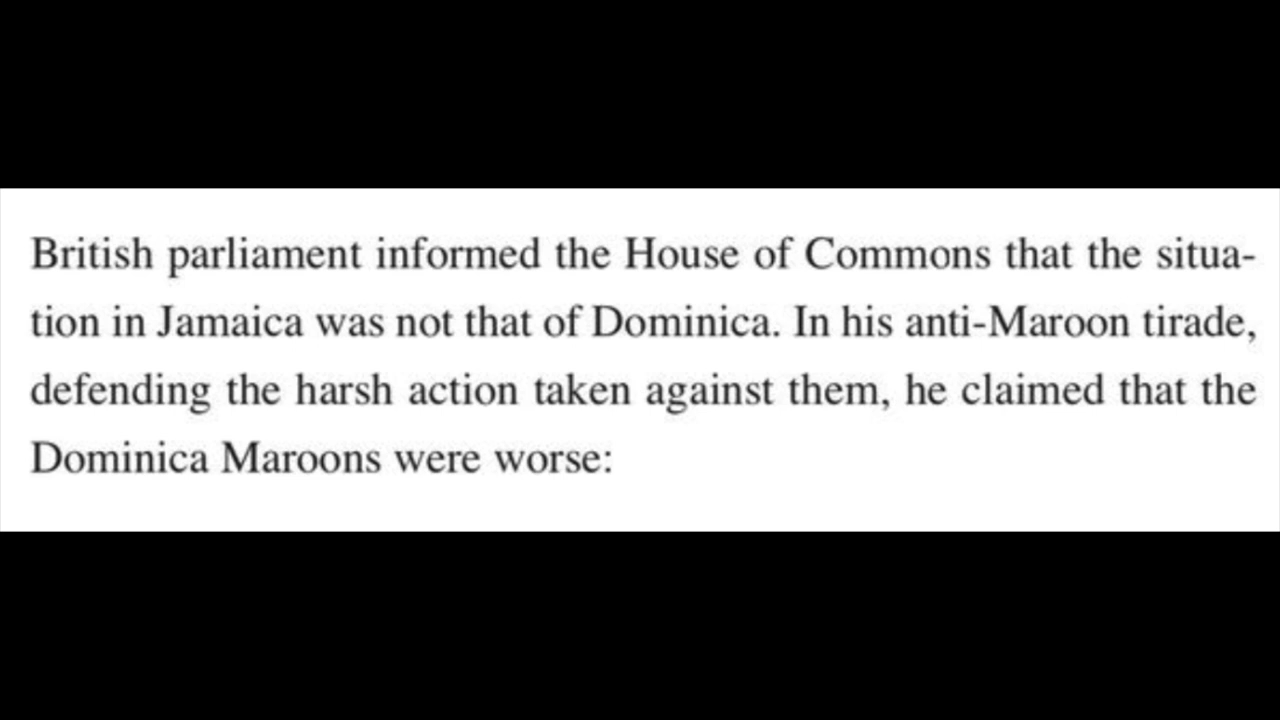 British parliament informed the House of Commons that the situa-
tion in Jamaica was not that of Dominica. In his anti-Maroon tirade,
defending the harsh action taken against them, he claimed that the
Dominica Maroons were worse: